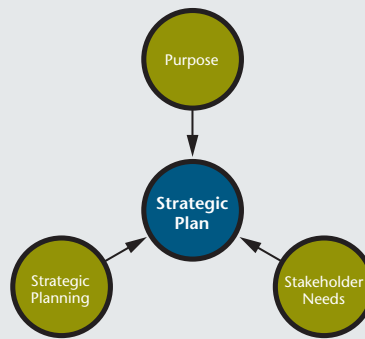 Purpose
Strategic
Plan
Strategic
Planning
Stakeholder
Needs